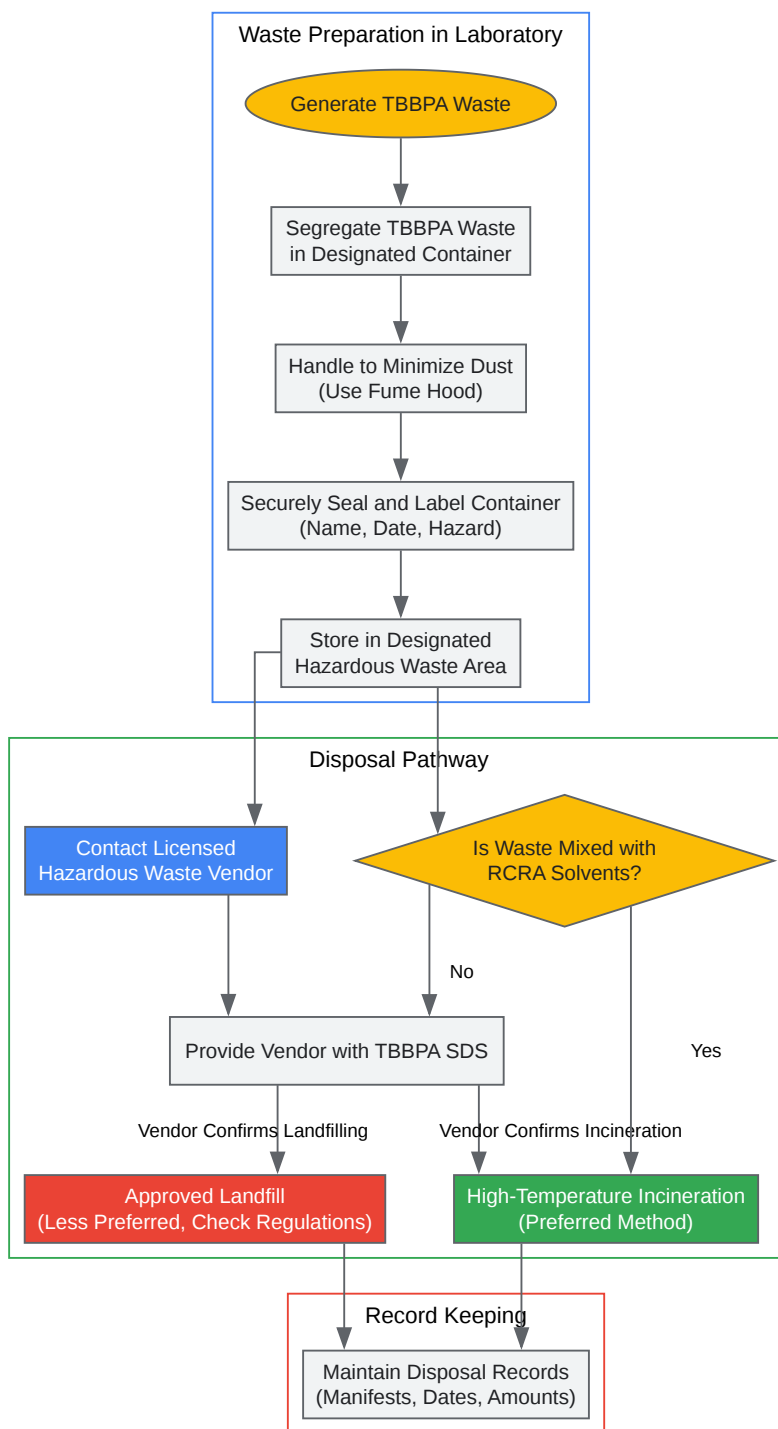 Waste Preparation in Laboratory
Generate TBBPA Waste
Segregate TBBPA Waste
in Designated Container
Handle to Minimize Dust
(Use Fume Hood)
Securely Seal and Label Container
(Name, Date, Hazard)
Store in Designated
Hazardous Waste Area
Disposal Pathway
Contact Licensed
Hazardous Waste Vendor
Is Waste Mixed with
RCRA Solvents?
No
Provide Vendor with TBBPA SDS
Yes
Vendor Confirms Landfilling
Vendor Confirms Incineration
Approved Landfill
(Less Preferred, Check Regulations)
High-Temperature Incineration
(Preferred Method)
Record Keeping
Maintain Disposal Records
(Manifests, Dates, Amounts)